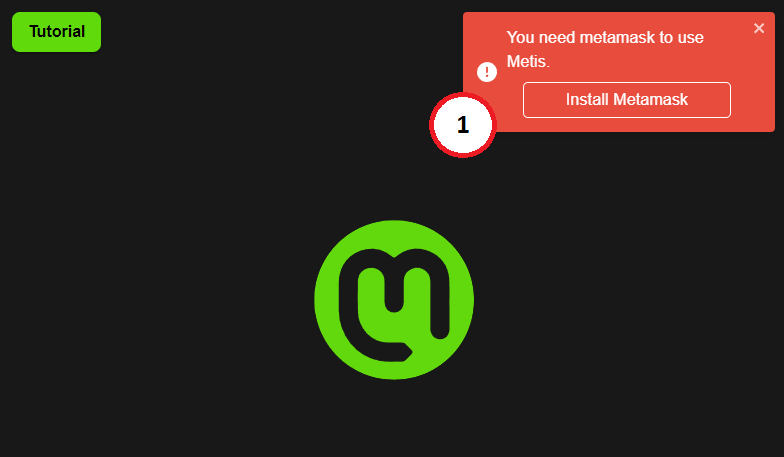 Tutorial
You need metamask to use
Metis.
Install Metamask
1